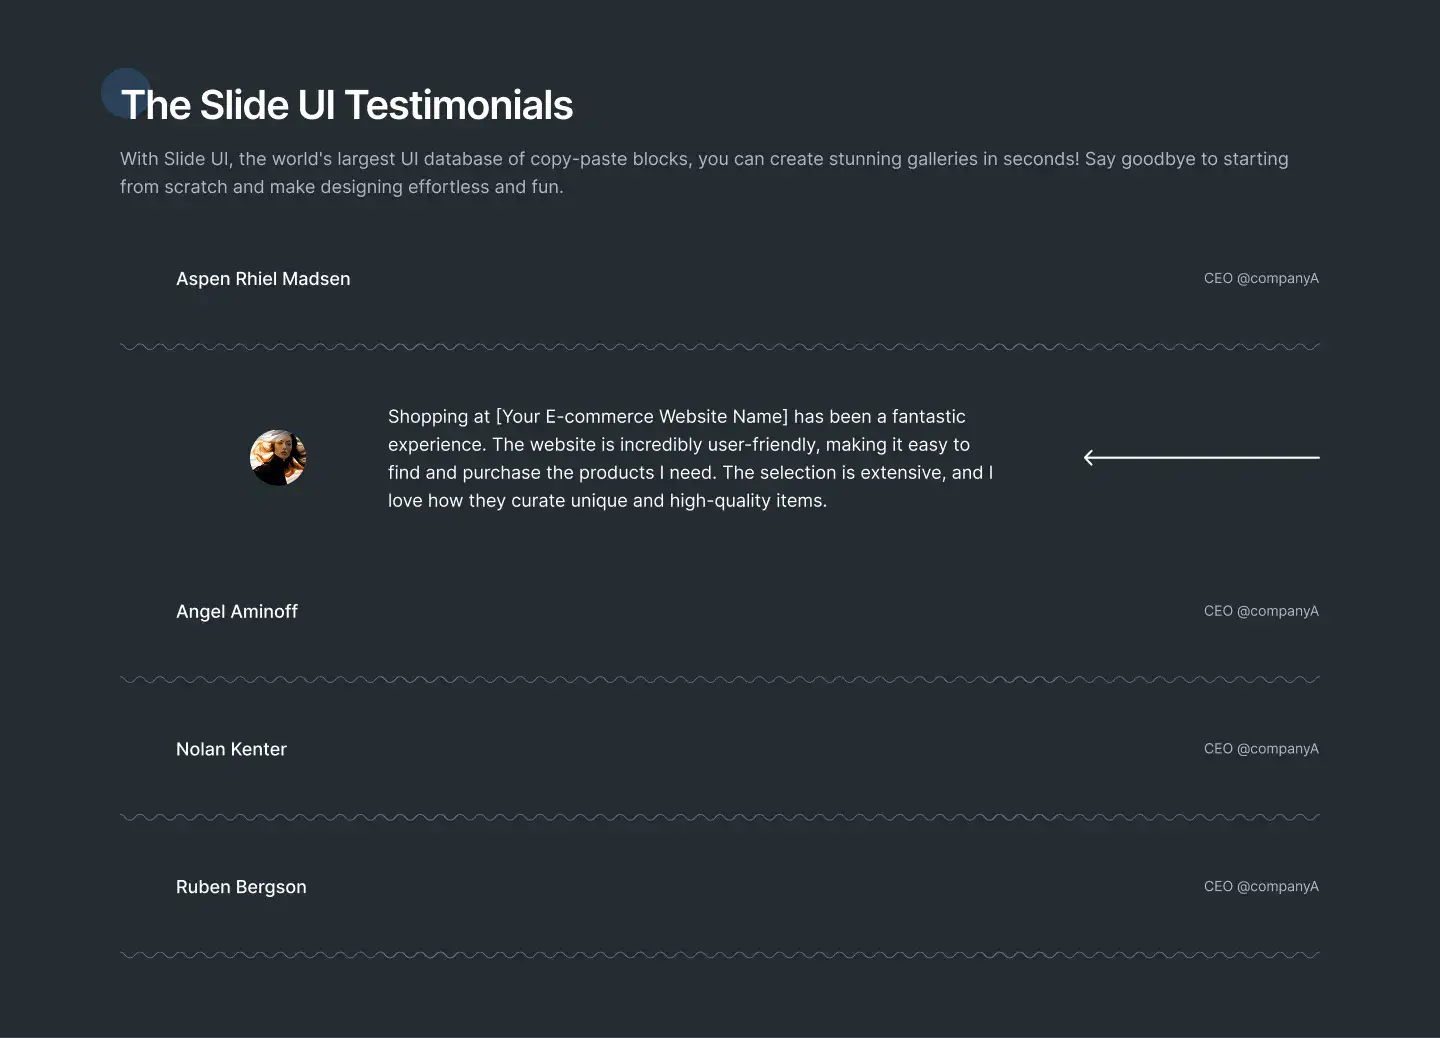 The Slide UI Testimonials
With Slide UI, the world's largest UI database of copy-paste blocks, you can create stunning galleries in seconds! Say goodbye to starting
from scratch and make designing effortless and fun.
Aspen Rhiel Madsen
CEO @companyA
Shopping at [Your E-commerce Website Name] has been a fantastic
experience. The website is incredibly user-friendly, making it easy to
find and purchase the products I need. The selection is extensive, and I
love how they curate unique and high-quality items.
Angel Aminoff
CEO @companyA
Nolan Kenter
CEO @companyA
Ruben Bergson
CEO @companyA